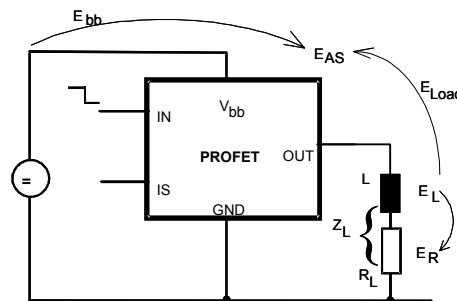 E_bb
E_AS
E_Load
V_bb
IN
PROFET
OUT
IS
=
GND
L
E_L
Z_L {
R_L
E_R